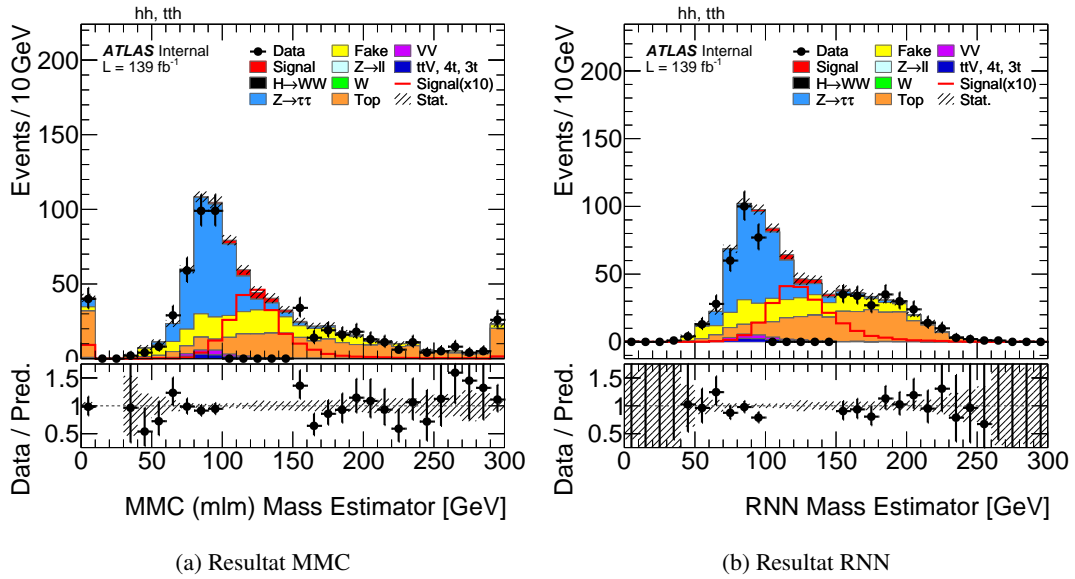 hh, tth
ATLAS Internal
L = 139 fb⁻¹
Data
Signal
H→WW
Z→ττ
Fake
Z→ll
W
Top
VV
ttV, 4t, 3t
Signal(x10)
Stat.
Events / 10GeV
200
150
100
50
0
Data / Pred.
1.5
1
0.5
0 50 100 150 200 250 300
MMC (mlm) Mass Estimator [GeV]
(a) Resultat MMC
hh, tth
ATLAS Internal
L = 139 fb⁻¹
Data
Signal
H→WW
Z→ττ
Fake
Z→ll
W
Top
VV
ttV, 4t, 3t
Signal(x10)
Stat.
Events / 10GeV
200
150
100
50
0
Data / Pred.
1.5
1
0.5
0 50 100 150 200 250 300
RNN Mass Estimator [GeV]
(b) Resultat RNN